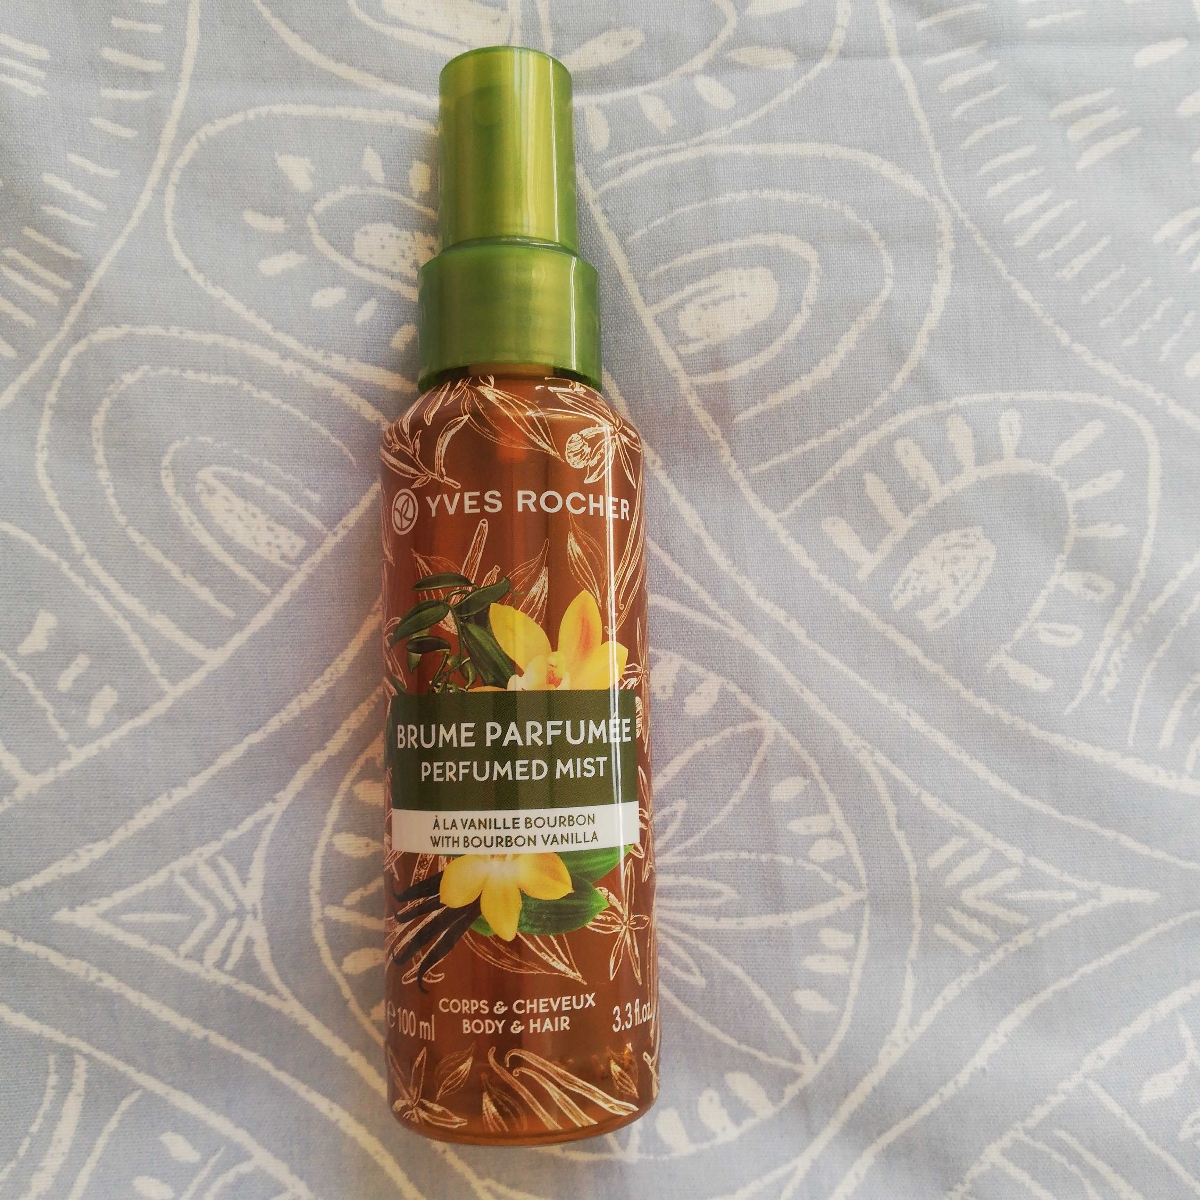 YVES ROCHER
BRUME PARFUMÉE
PERFUMED MIST
À LA VANILLE BOURBON
WITH BOURBON VANILLA
CORPS & CHEVEUX
BODY & HAIR
℮ 100 ml
3.3 fl.oz.